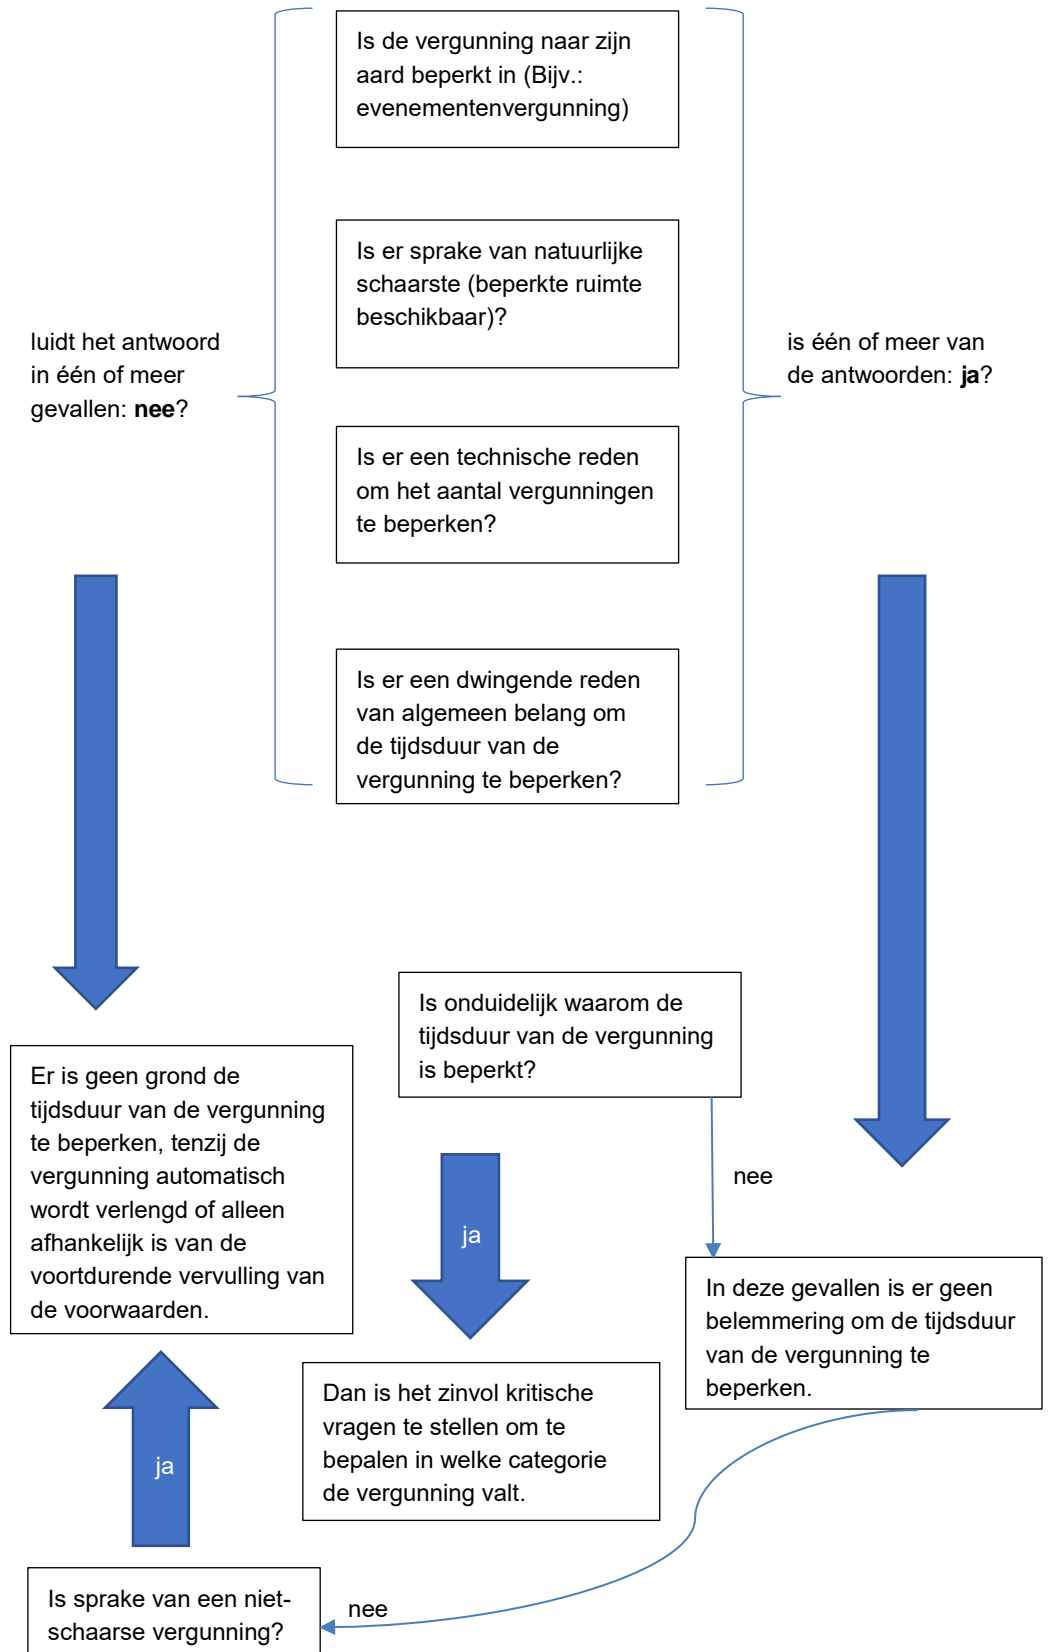 Is de vergunning naar zijn
aard beperkt in (Bijv.:
evenementenvergunning)
Is er sprake van natuurlijke
schaarste (beperkte ruimte
beschikbaar)?
luidt het antwoord
in één of meer
gevallen: nee?
is één of meer van
de antwoorden: ja?
Is er een technische reden
om het aantal vergunningen
te beperken?
Is er een dwingende reden
van algemeen belang om
de tijdsduur van de
vergunning te beperken?
Is onduidelijk waarom de
tijdsduur van de vergunning
is beperkt?
Er is geen grond de
tijdsduur van de vergunning
te beperken, tenzij de
vergunning automatisch
wordt verlengd of alleen
afhankelijk is van de
voortdurende vervulling van
de voorwaarden.
nee
ja
In deze gevallen is er geen
belemmering om de tijdsduur
van de vergunning te
beperken.
Dan is het zinvol kritische
vragen te stellen om te
bepalen in welke categorie
de vergunning valt.
ja
Is sprake van een niet-
schaarse vergunning?
nee